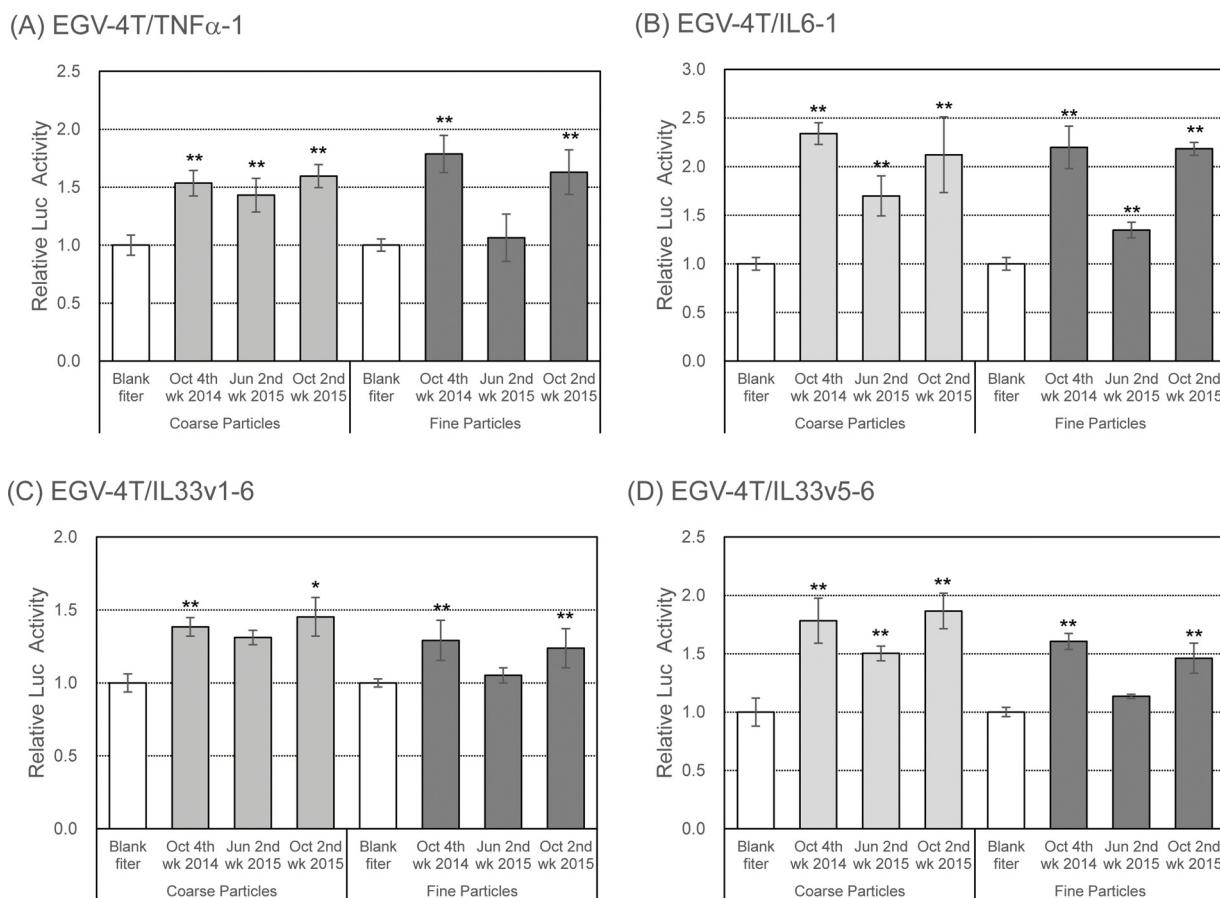 (A) EGV-4T/TNFα-1
Relative Luc Activity
2.5
2.0
1.5
1.0
0.5
0.0
** ** ** ** **
Blank Oct 4th Jun 2nd Oct 2nd Blank Oct 4th Jun 2nd Oct 2nd
fiter wk 2014 wk 2015 wk 2015 fiter wk 2014 wk 2015 wk 2015
Coarse Particles Fine Particles
(B) EGV-4T/IL6-1
Relative Luc Activity
3.0
2.5
2.0
1.5
1.0
0.5
0.0
** ** ** ** ** **
Blank Oct 4th Jun 2nd Oct 2nd Blank Oct 4th Jun 2nd Oct 2nd
fiter wk 2014 wk 2015 wk 2015 fiter wk 2014 wk 2015 wk 2015
Coarse Particles Fine Particles
(C) EGV-4T/IL33v1-6
Relative Luc Activity
2.0
1.5
1.0
0.5
0.0
** * ** **
Blank Oct 4th Jun 2nd Oct 2nd Blank Oct 4th Jun 2nd Oct 2nd
fiter wk 2014 wk 2015 wk 2015 fiter wk 2014 wk 2015 wk 2015
Coarse Particles Fine Particles
(D) EGV-4T/IL33v5-6
Relative Luc Activity
2.5
2.0
1.5
1.0
0.5
0.0
** ** ** ** **
Blank Oct 4th Jun 2nd Oct 2nd Blank Oct 4th Jun 2nd Oct 2nd
fiter wk 2014 wk 2015 wk 2015 fiter wk 2014 wk 2015 wk 2015
Coarse Particles Fine Particles